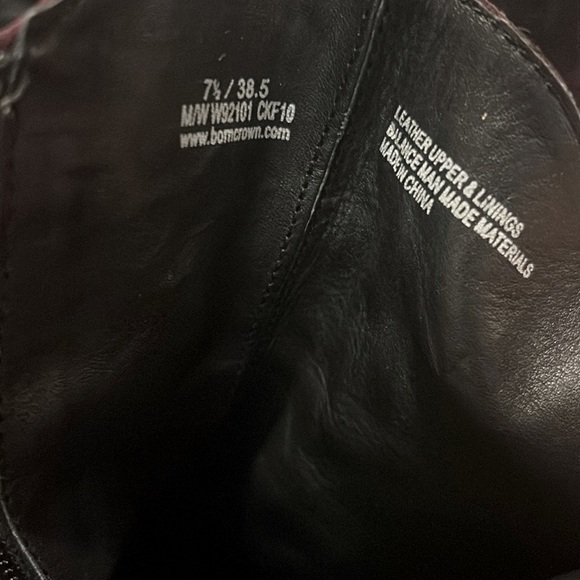 7½ / 38.5
M/W W92101 CKF10
www.borncrown.com
LEATHER UPPER & LININGS
BALANCE MAN MADE MATERIALS
MADE IN CHINA